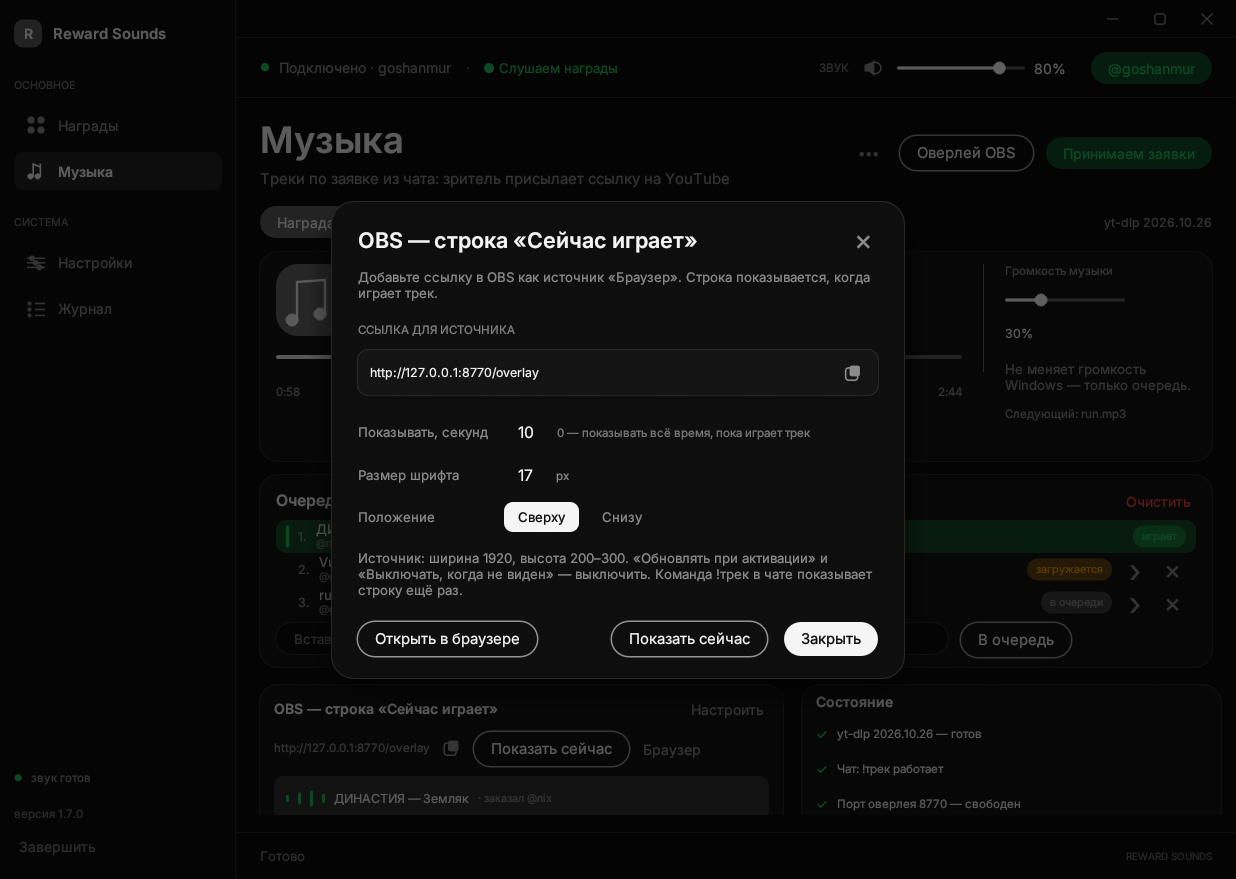 R Reward Sounds
ОСНОВНОЕ
Награды
Музыка
СИСТЕМА
Настройки
Журнал
звук готов
версия 1.7.0
Завершить
Подключено · goshanmur · Слушаем награды
ЗВУК 80% @goshanmur
Музыка
Треки по заявке из чата: зритель присылает ссылку на YouTube
Оверлей OBS Принимаем заявки
yt-dlp 2026.10.26
0:58 2:44
Громкость музыки
30%
Не меняет громкость
Windows — только очередь.
Следующий: run.mp3
OBS — строка «Сейчас играет»
Добавьте ссылку в OBS как источник «Браузер». Строка показывается, когда
играет трек.
ССЫЛКА ДЛЯ ИСТОЧНИКА
http://127.0.0.1:8770/overlay
Показывать, секунд 10 0 — показывать всё время, пока играет трек
Размер шрифта 17 px
Положение Сверху Снизу
Источник: ширина 1920, высота 200–300. «Обновлять при активации» и
«Выключать, когда не виден» — выключить. Команда !трек в чате показывает
строку ещё раз.
Открыть в браузере Показать сейчас Закрыть
Очистить
1. играет
2. загружается
3. в очереди
В очередь
OBS — строка «Сейчас играет» Настроить
http://127.0.0.1:8770/overlay Показать сейчас Браузер
ДИНАСТИЯ — Земляк · заказал @nix
Состояние
yt-dlp 2026.10.26 — готов
Чат: !трек работает
Порт оверлея 8770 — свободен
Готово
REWARD SOUNDS